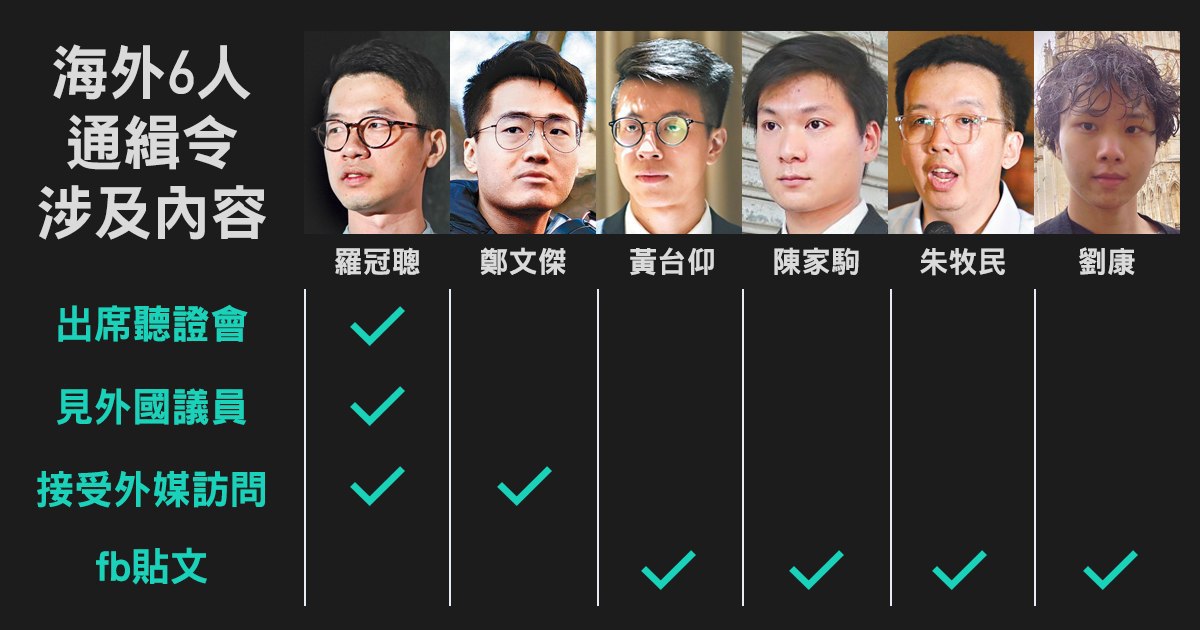 海外6人
通緝令
涉及內容
羅冠聰 鄭文傑 黃台仰 陳家駒 朱牧民 劉康
出席聽證會
見外國議員
接受外媒訪問
fb貼文